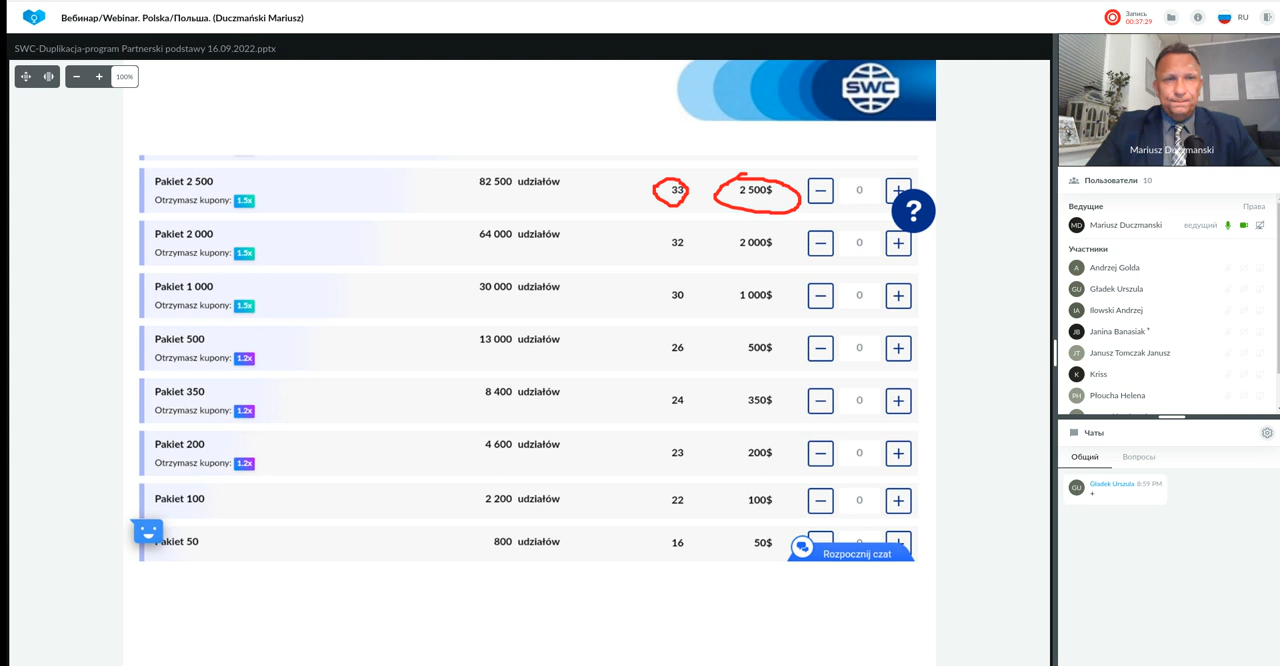 Вебинар/Webinar. Polska/Польша. (Duczmański Mariusz)
Запись
00:37:29
RU
SWC-Duplikacja-program Partnerski podstawy 16.09.2022.pptx
100%
SWC
Pakiet 2 500 82 500 udziałów 33 2 500$ 0
Otrzymasz kupony: 1.5x
?
Pakiet 2 000 64 000 udziałów 32 2 000$ 0
Otrzymasz kupony: 1.5x
Pakiet 1 000 30 000 udziałów 30 1 000$ 0
Otrzymasz kupony: 1.5x
Pakiet 500 13 000 udziałów 26 500$ 0
Otrzymasz kupony: 1.2x
Pakiet 350 8 400 udziałów 24 350$ 0
Otrzymasz kupony: 1.2x
Pakiet 200 4 600 udziałów 23 200$ 0
Otrzymasz kupony: 1.2x
Pakiet 100 2 200 udziałów 22 100$ 0
Pakiet 50 800 udziałów 16 50$ 0
Rozpocznij czat
Mariusz Duczmanski
Пользователи 10
Ведущие Права
MD Mariusz Duczmanski ведущий
Участники
A Andrzej Golda
GU Gładek Urszula
IA Ilowski Andrzej
JB Janina Banasiak *
JT Janusz Tomczak Janusz
K Kriss
PH Płoucha Helena
Чаты
Общий Вопросы
GU Gładek Urszula 8:59 PM
+